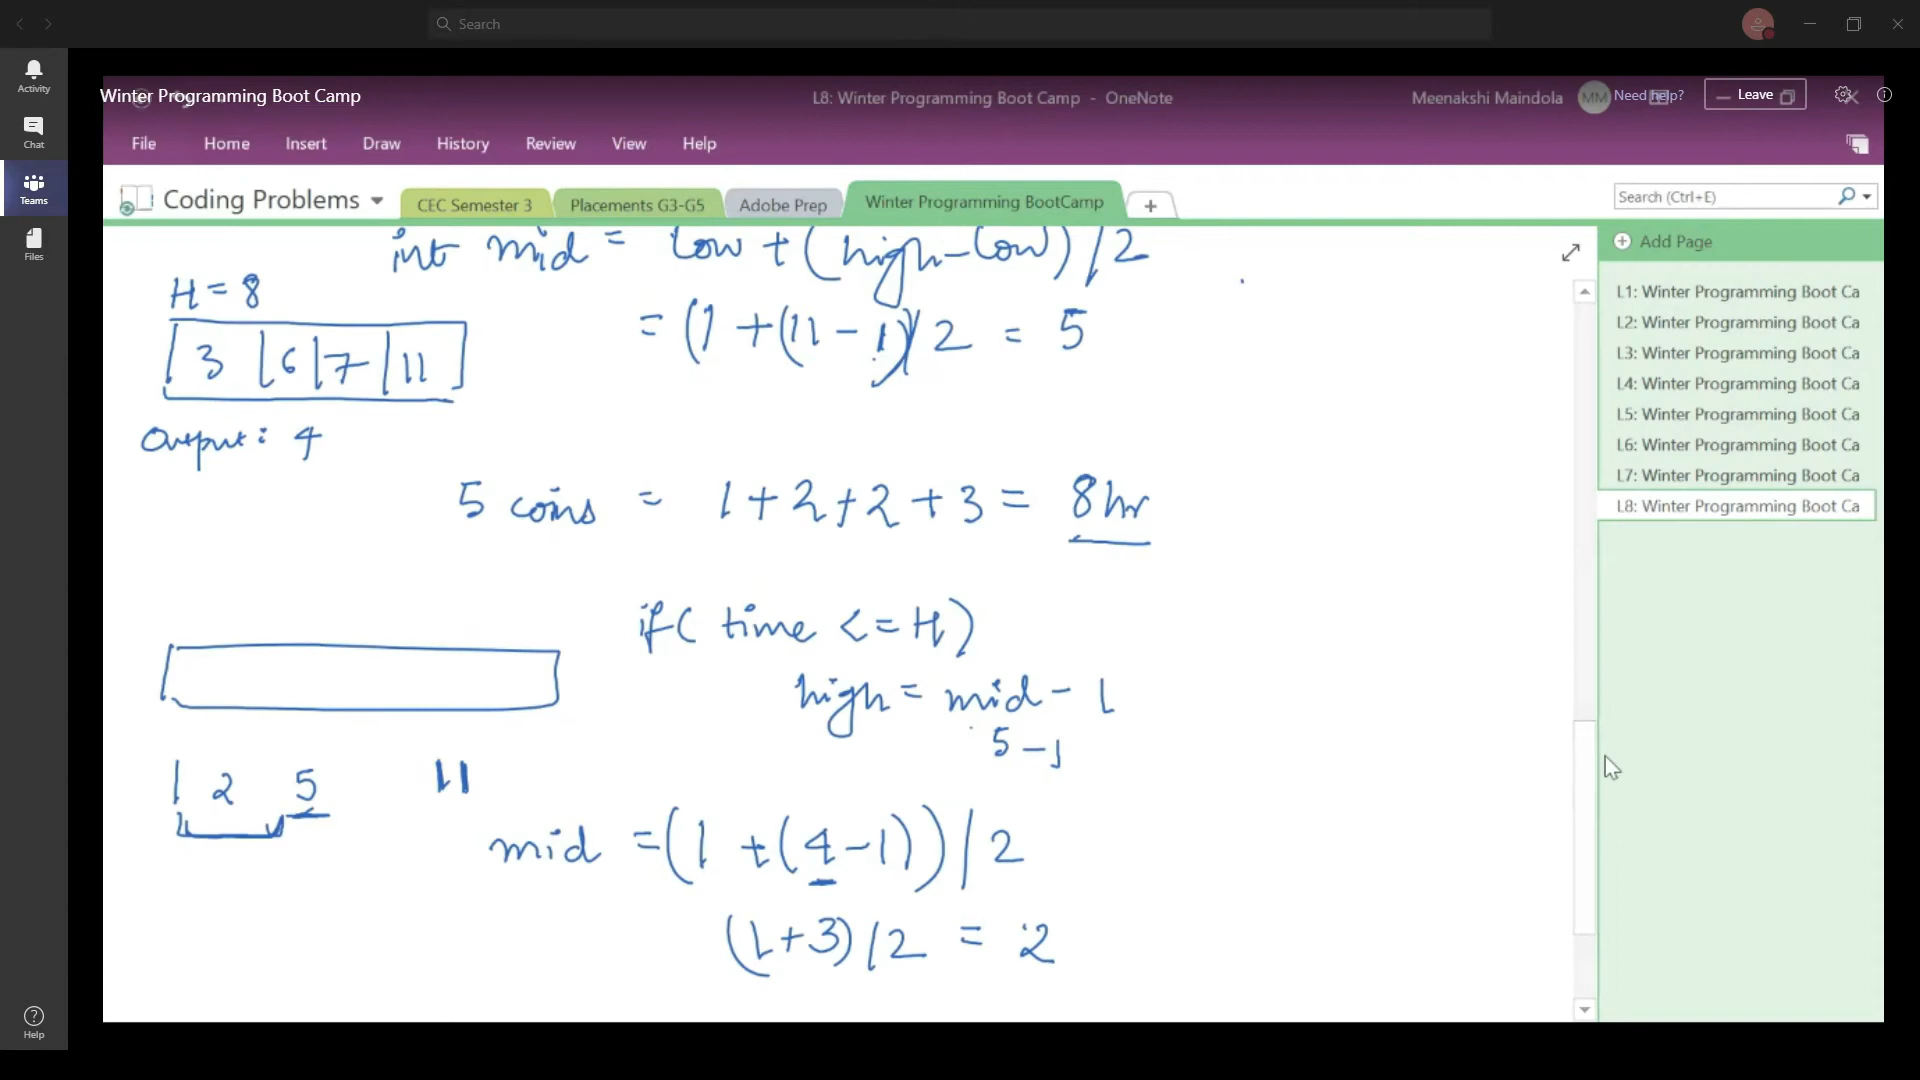 Search
Activity
Chat
Teams
Files
Help
Winter Programming Boot Camp
L8: Winter Programming Boot Camp - OneNote
Meenakshi Maindola
MM
Need help?
Leave
File Home Insert Draw History Review View Help
Coding Problems
CEC Semester 3
Placements G3-G5
Adobe Prep
Winter Programming BootCamp
+
Search (Ctrl+E)
Add Page
L1: Winter Programming Boot Ca
L2: Winter Programming Boot Ca
L3: Winter Programming Boot Ca
L4: Winter Programming Boot Ca
L5: Winter Programming Boot Ca
L6: Winter Programming Boot Ca
L7: Winter Programming Boot Ca
L8: Winter Programming Boot Ca
int mid = low + (high-low)/2
H = 8
= (1 + (11 - 1)/2 = 5
3 6 7 11
Output: 4
5 coins = 1+2+2+3 = 8hr
if( time <= H)
high = mid - 1
5 - 1
1 2 5 11
mid = (1 + (4-1))/2
(1+3)/2 = 2